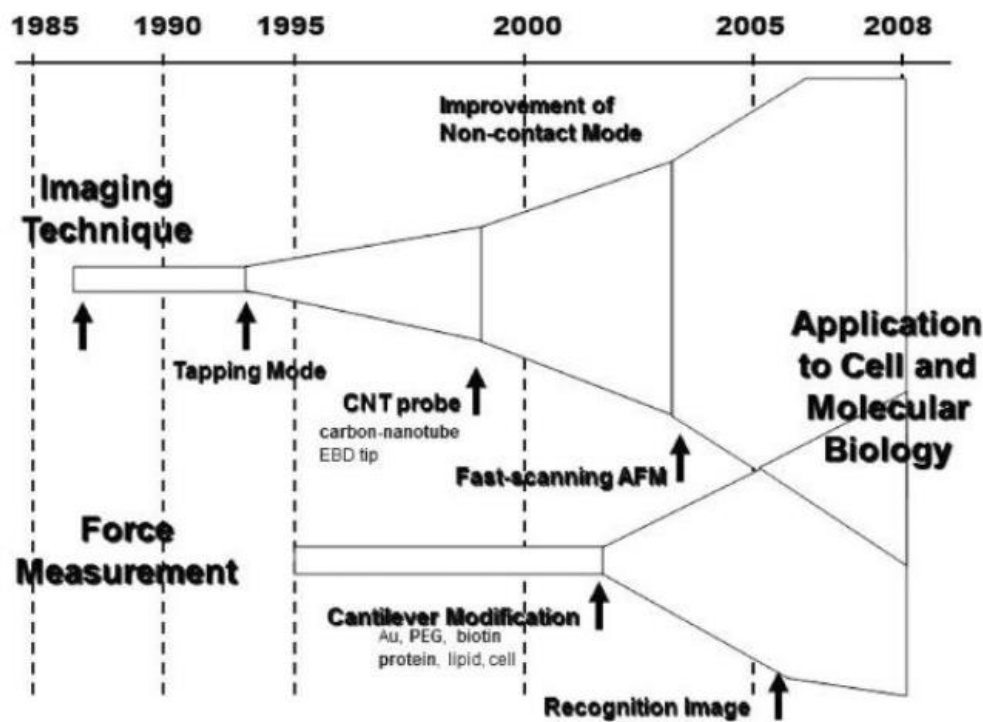 1985 1990 1995 2000 2005 2008
Improvement of
Non-contact Mode
Imaging
Technique
Tapping Mode
CNT probe
carbon-nanotube
EBD tip
Fast-scanning AFM
Application
to Cell and
Molecular
Biology
Force
Measurement
Cantilever Modification
Au, PEG, biotin
protein, lipid, cell
Recognition Image